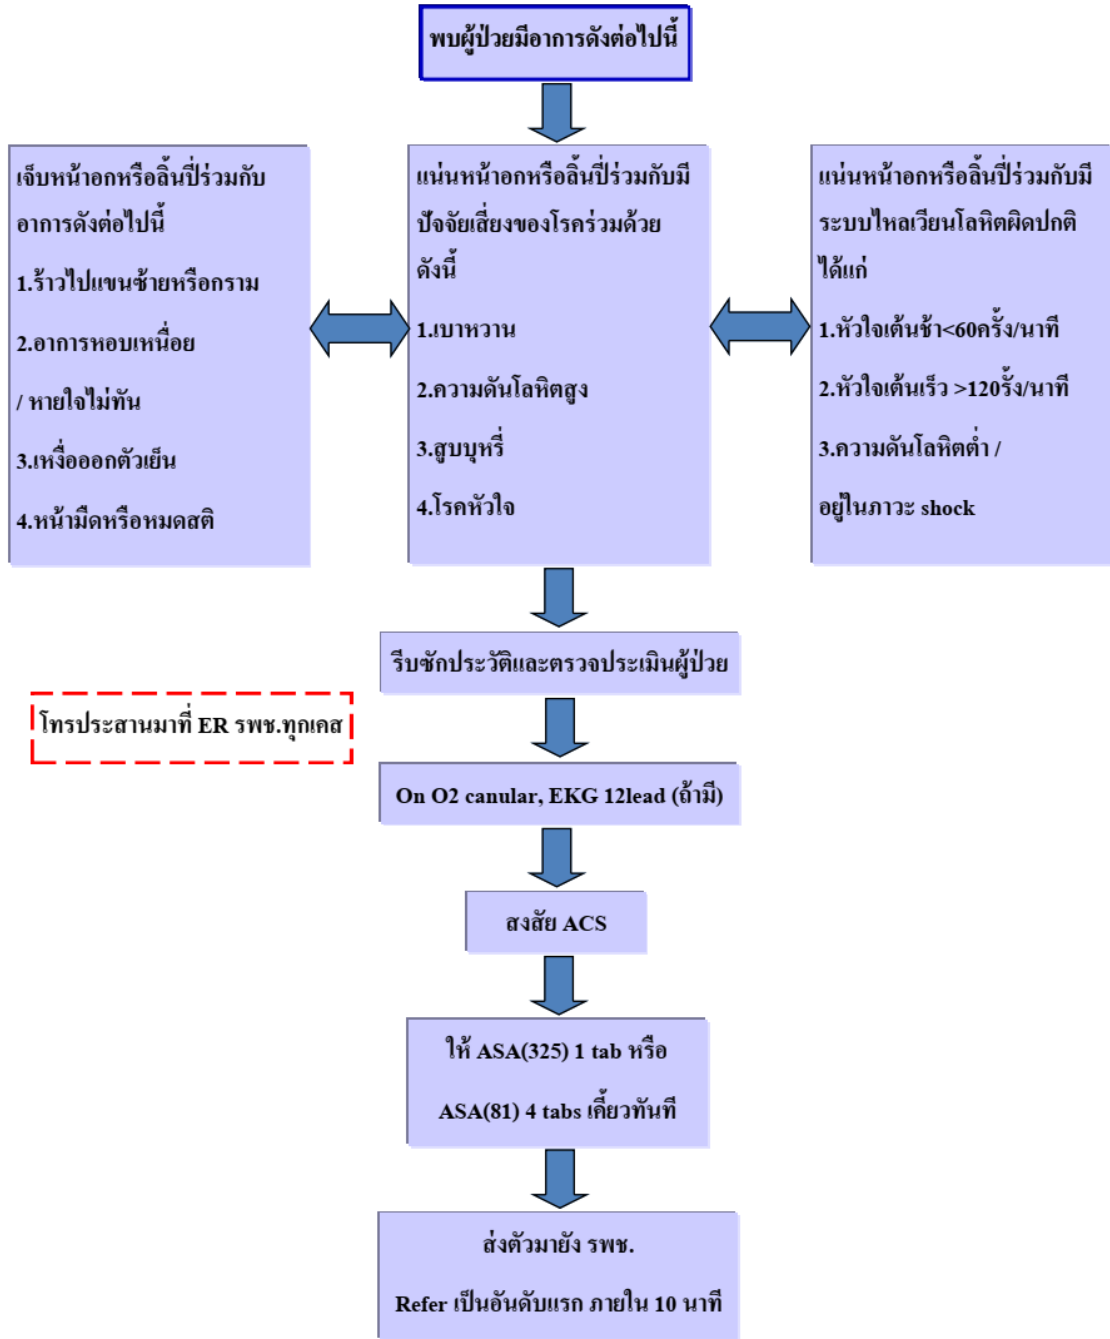 พบผู้ป่วยมีอาการดังต่อไปนี้
เจ็บหน้าอกหรือลิ้นปี่ร่วมกับ
อาการดังต่อไปนี้
1.ร้าวไปแขนซ้ายหรือกราม
2.อาการหอบเหนื่อย
/ หายใจไม่ทัน
3.เหงื่อออกตัวเย็น
4.หน้ามืดหรือหมดสติ
แน่นหน้าอกหรือลิ้นปี่ร่วมกับมี
ปัจจัยเสี่ยงของโรคร่วมด้วย
ดังนี้
1.เบาหวาน
2.ความดันโลหิตสูง
3.สูบบุหรี่
4.โรคหัวใจ
แน่นหน้าอกหรือลิ้นปี่ร่วมกับมี
ระบบไหลเวียนโลหิตผิดปกติ
ได้แก่
1.หัวใจเต้นช้า<60ครั้ง/นาที
2.หัวใจเต้นเร็ว >120รั้ง/นาที
3.ความดันโลหิตต่ำ /
อยู่ในภาวะ shock
รีบซักประวัติและตรวจประเมินผู้ป่วย
โทรประสานมาที่ ER รพช.ทุกเคส
On O2 canular, EKG 12lead (ถ้ามี)
สงสัย ACS
ให้ ASA(325) 1 tab หรือ
ASA(81) 4 tabs เคี้ยวทันที
ส่งตัวมายัง รพช.
Refer เป็นอันดับแรก ภายใน 10 นาที